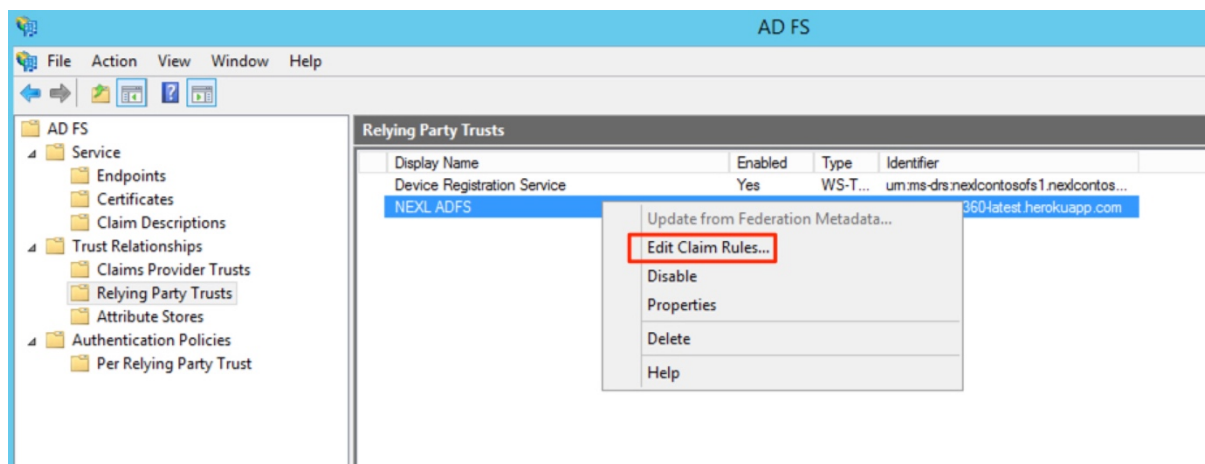 AD FS
File Action View Window Help
AD FS
Service
Endpoints
Certificates
Claim Descriptions
Trust Relationships
Claims Provider Trusts
Relying Party Trusts
Attribute Stores
Authentication Policies
Per Relying Party Trust
Relying Party Trusts
Display Name Enabled Type Identifier
Device Registration Service Yes WS-T... urn:ms-drs:nexlcontosofs1.nexlcontos...
NEXL ADFS 360-latest.herokuapp.com
Update from Federation Metadata...
Edit Claim Rules...
Disable
Properties
Delete
Help